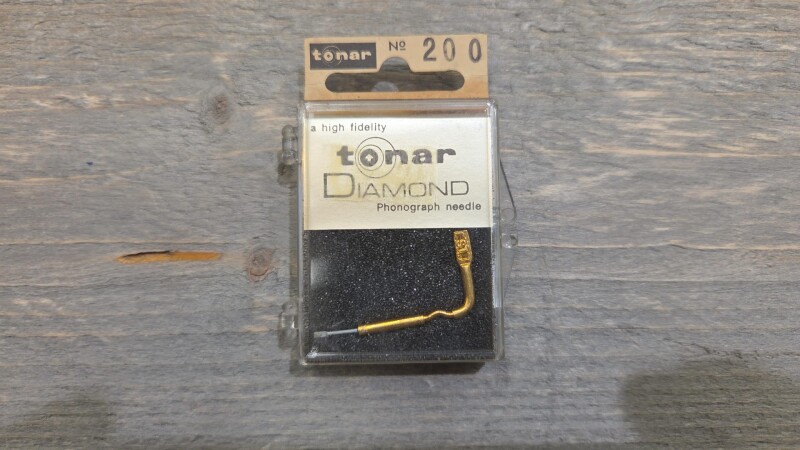 tonar № 200
a high fidelity
tonar
DIAMOND
Phonograph needle